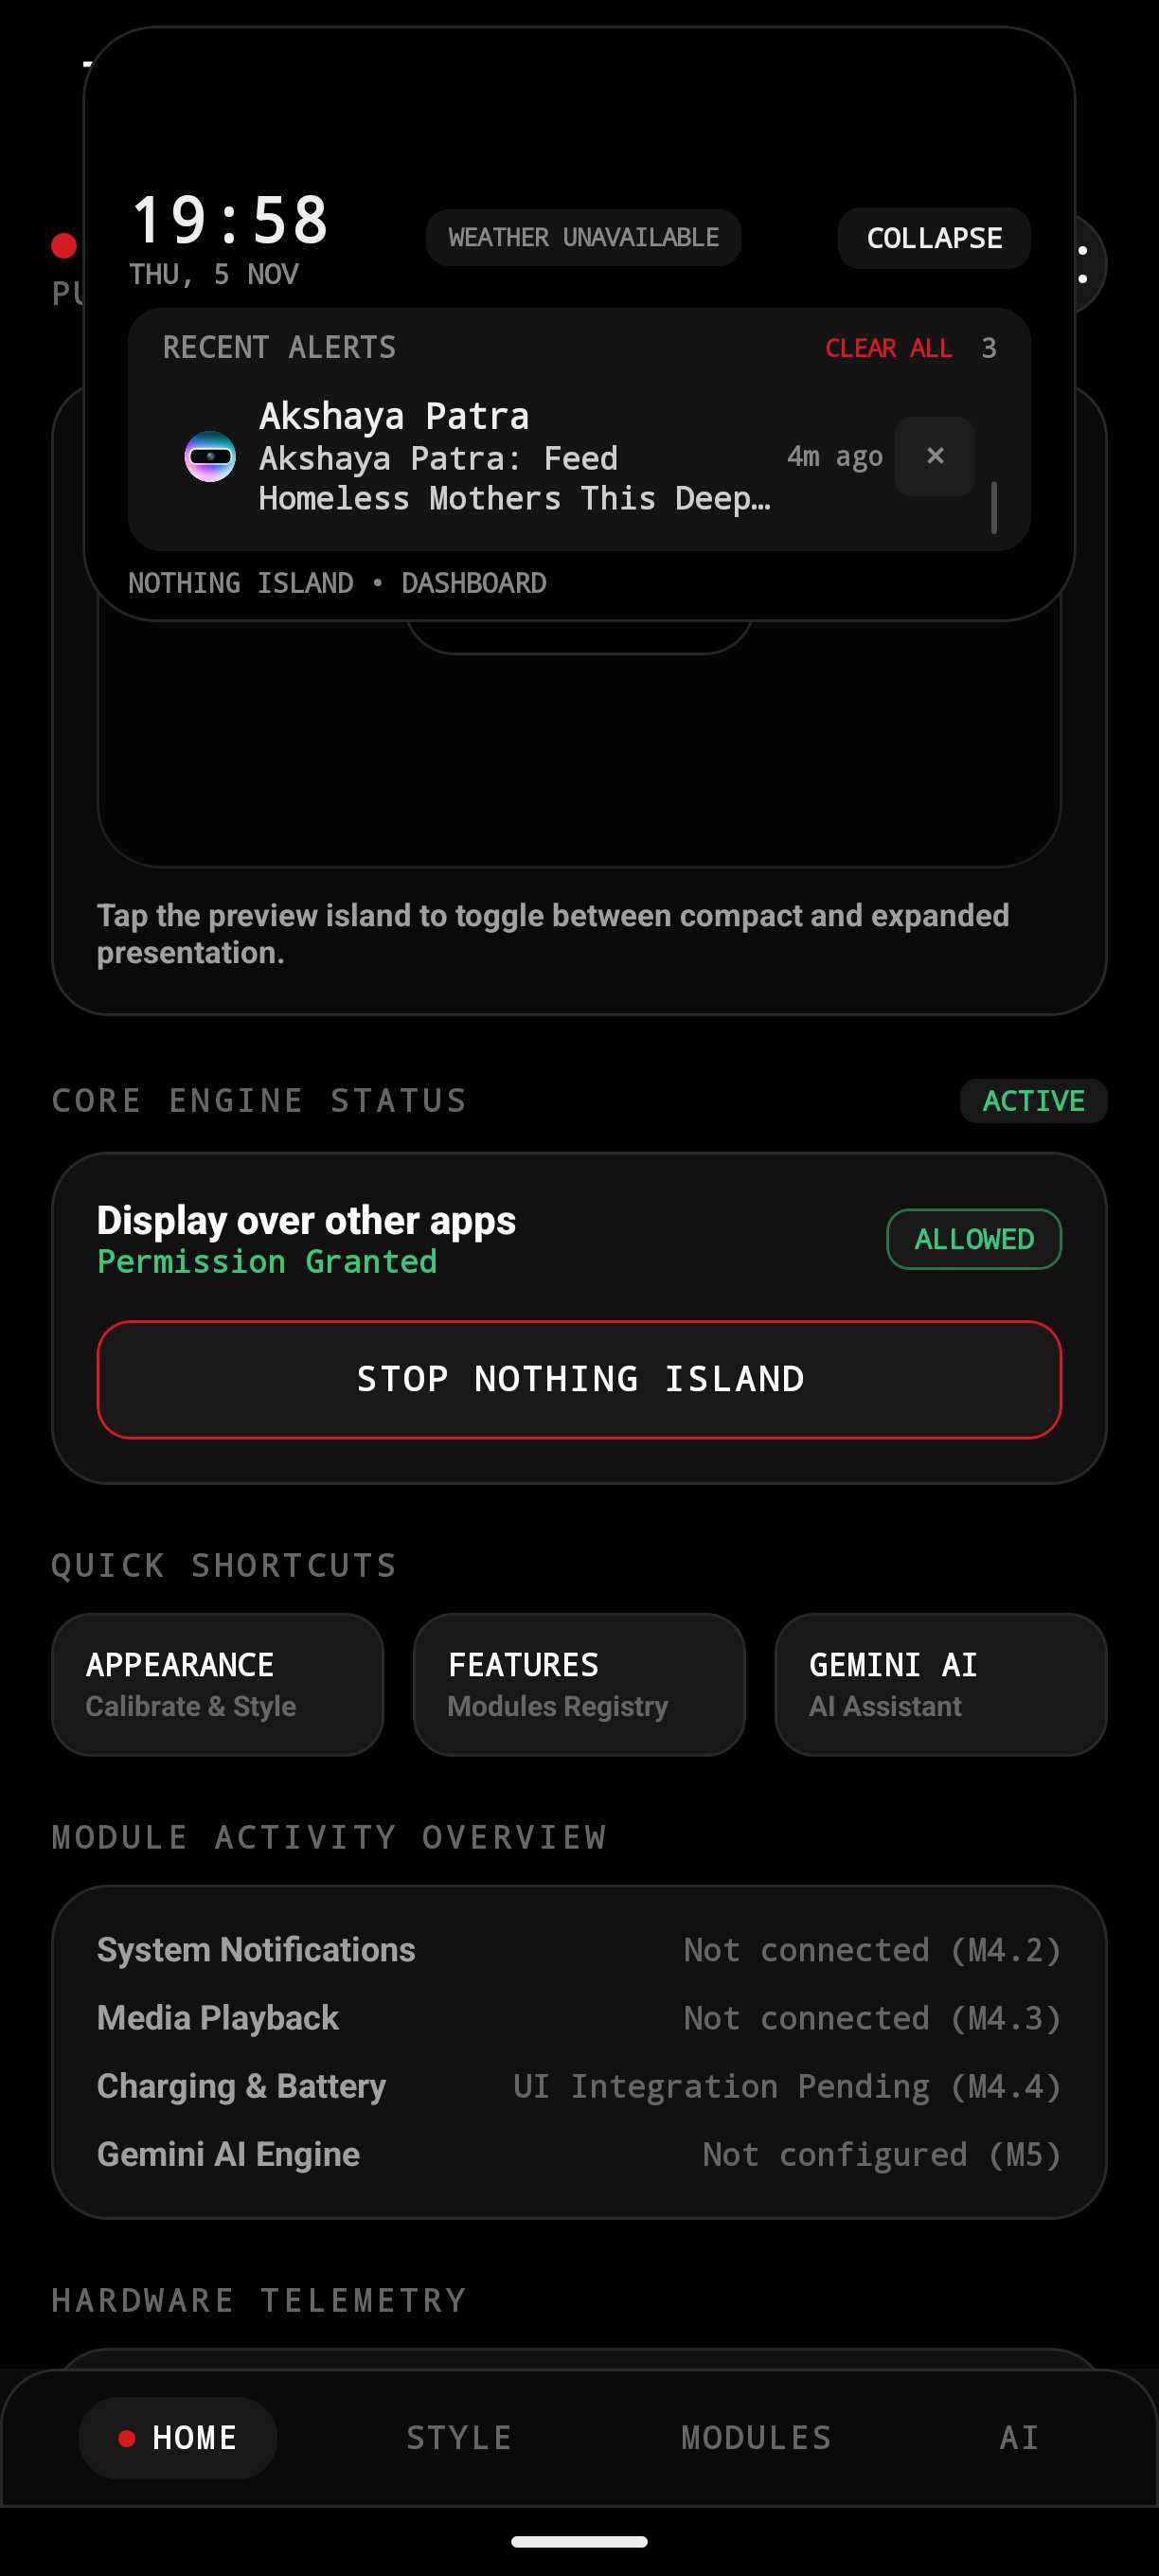 19:58
THU, 5 NOV
WEATHER UNAVAILABLE
COLLAPSE
RECENT ALERTS
CLEAR ALL 3
Akshaya Patra
Akshaya Patra: Feed
Homeless Mothers This Deep…
4m ago ×
NOTHING ISLAND • DASHBOARD
Tap the preview island to toggle between compact and expanded
presentation.
CORE ENGINE STATUS
ACTIVE
Display over other apps
Permission Granted
ALLOWED
STOP NOTHING ISLAND
QUICK SHORTCUTS
APPEARANCE
Calibrate & Style
FEATURES
Modules Registry
GEMINI AI
AI Assistant
MODULE ACTIVITY OVERVIEW
System Notifications Not connected (M4.2)
Media Playback Not connected (M4.3)
Charging & Battery UI Integration Pending (M4.4)
Gemini AI Engine Not configured (M5)
HARDWARE TELEMETRY
HOME STYLE MODULES AI